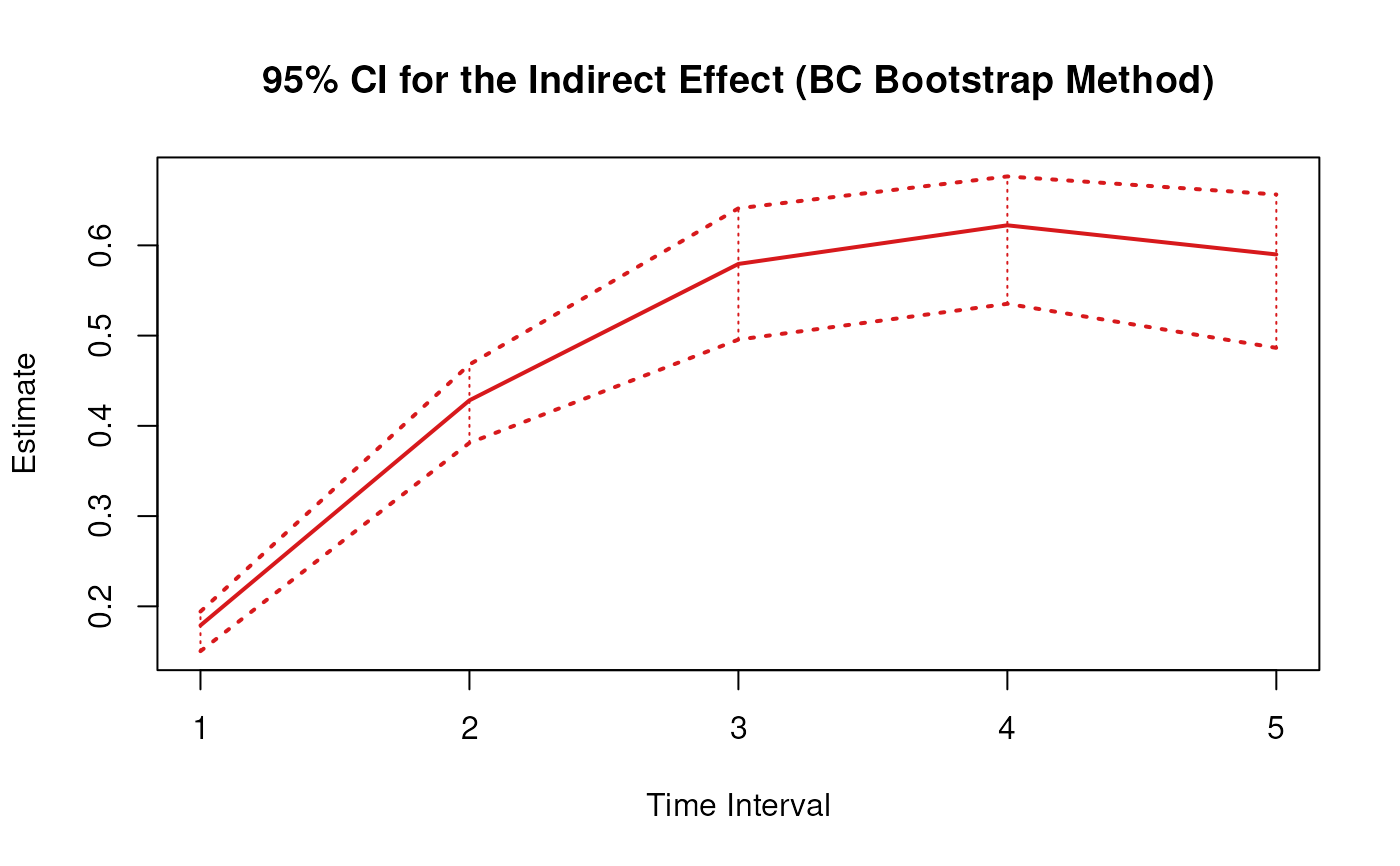 95% CI for the Indirect Effect (BC Bootstrap Method)
Estimate
0.6
0.5
0.4
0.3
0.2
1 2 3 4 5
Time Interval